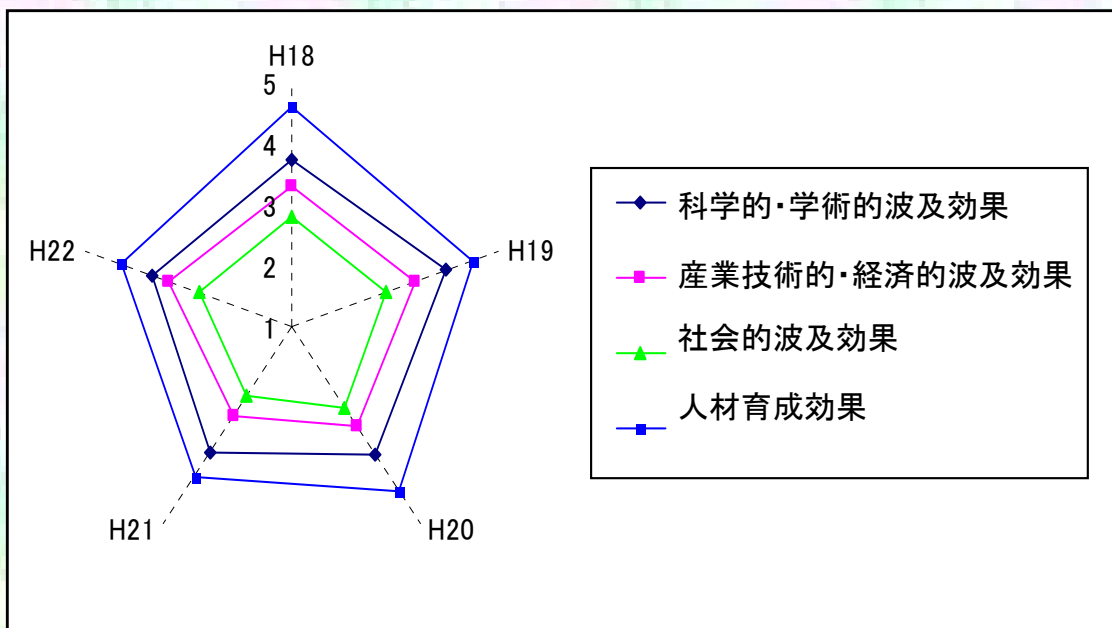 H18
5
4
3
2
1
H19
H20
H21
H22
科学的・学術的波及効果
産業技術的・経済的波及効果
社会的波及効果
人材育成効果